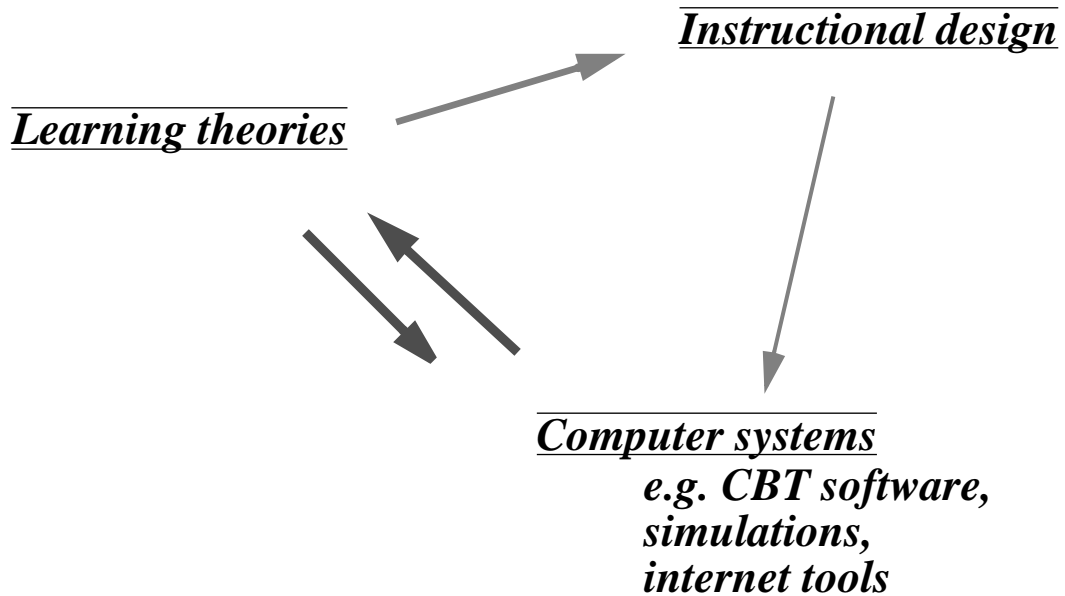 Instructional design
Learning theories
Computer systems
e.g. CBT software,
simulations,
internet tools